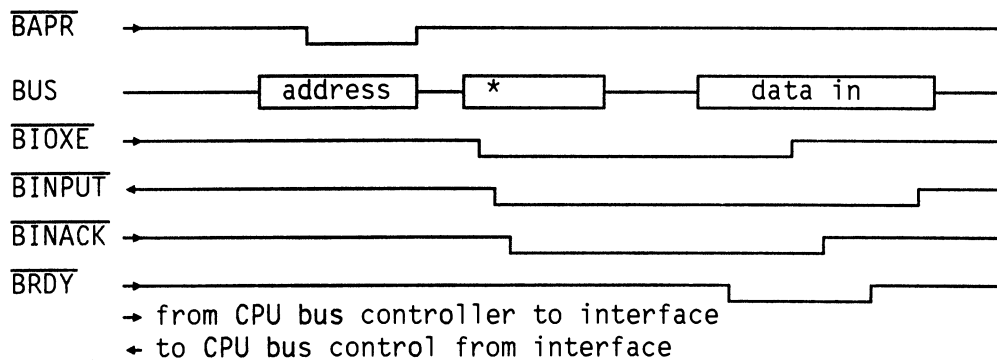 BAPR
BUS address * data in
BIOXE
BINPUT
BINACK
BRDY
→ from CPU bus controller to interface
← to CPU bus control from interface